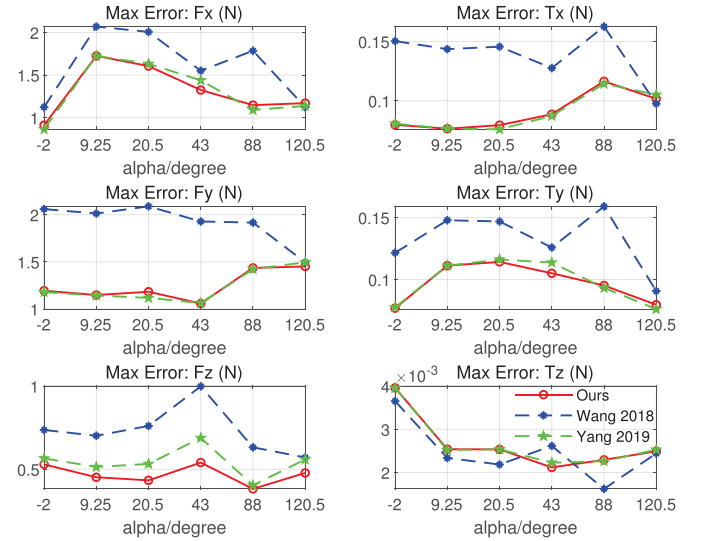 Max Error: Fx (N)
2
1.5
1
-2 9.25 20.5 43 88 120.5
alpha/degree
Max Error: Tx (N)
0.15
0.1
-2 9.25 20.5 43 88 120.5
alpha/degree
Max Error: Fy (N)
2
1.5
1
-2 9.25 20.5 43 88 120.5
alpha/degree
Max Error: Ty (N)
0.15
0.1
-2 9.25 20.5 43 88 120.5
alpha/degree
Max Error: Fz (N)
1
0.5
-2 9.25 20.5 43 88 120.5
alpha/degree
Max Error: Tz (N)
4 ×10⁻³
3
2
Ours
Wang 2018
Yang 2019
-2 9.25 20.5 43 88 120.5
alpha/degree